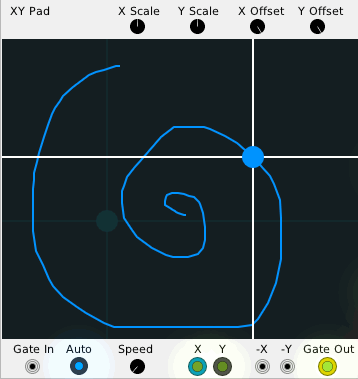 XY Pad X Scale Y Scale X Offset Y Offset
Gate In Auto Speed X Y -X -Y Gate Out